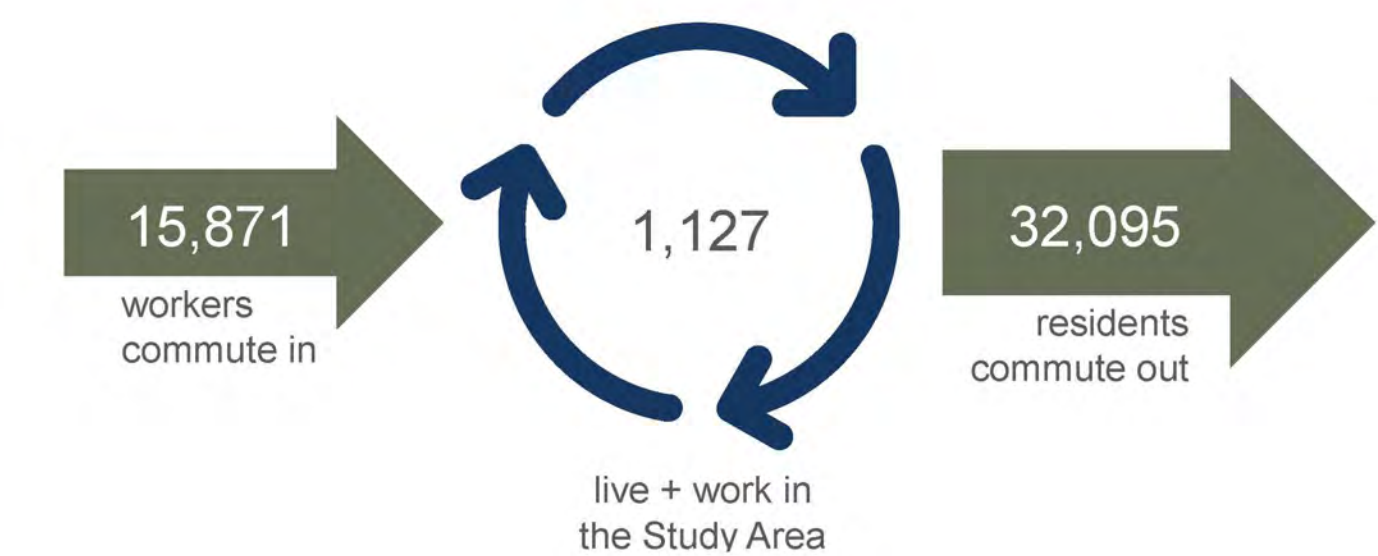 15,871
workers
commute in
1,127
live + work in
the Study Area
32,095
residents
commute out